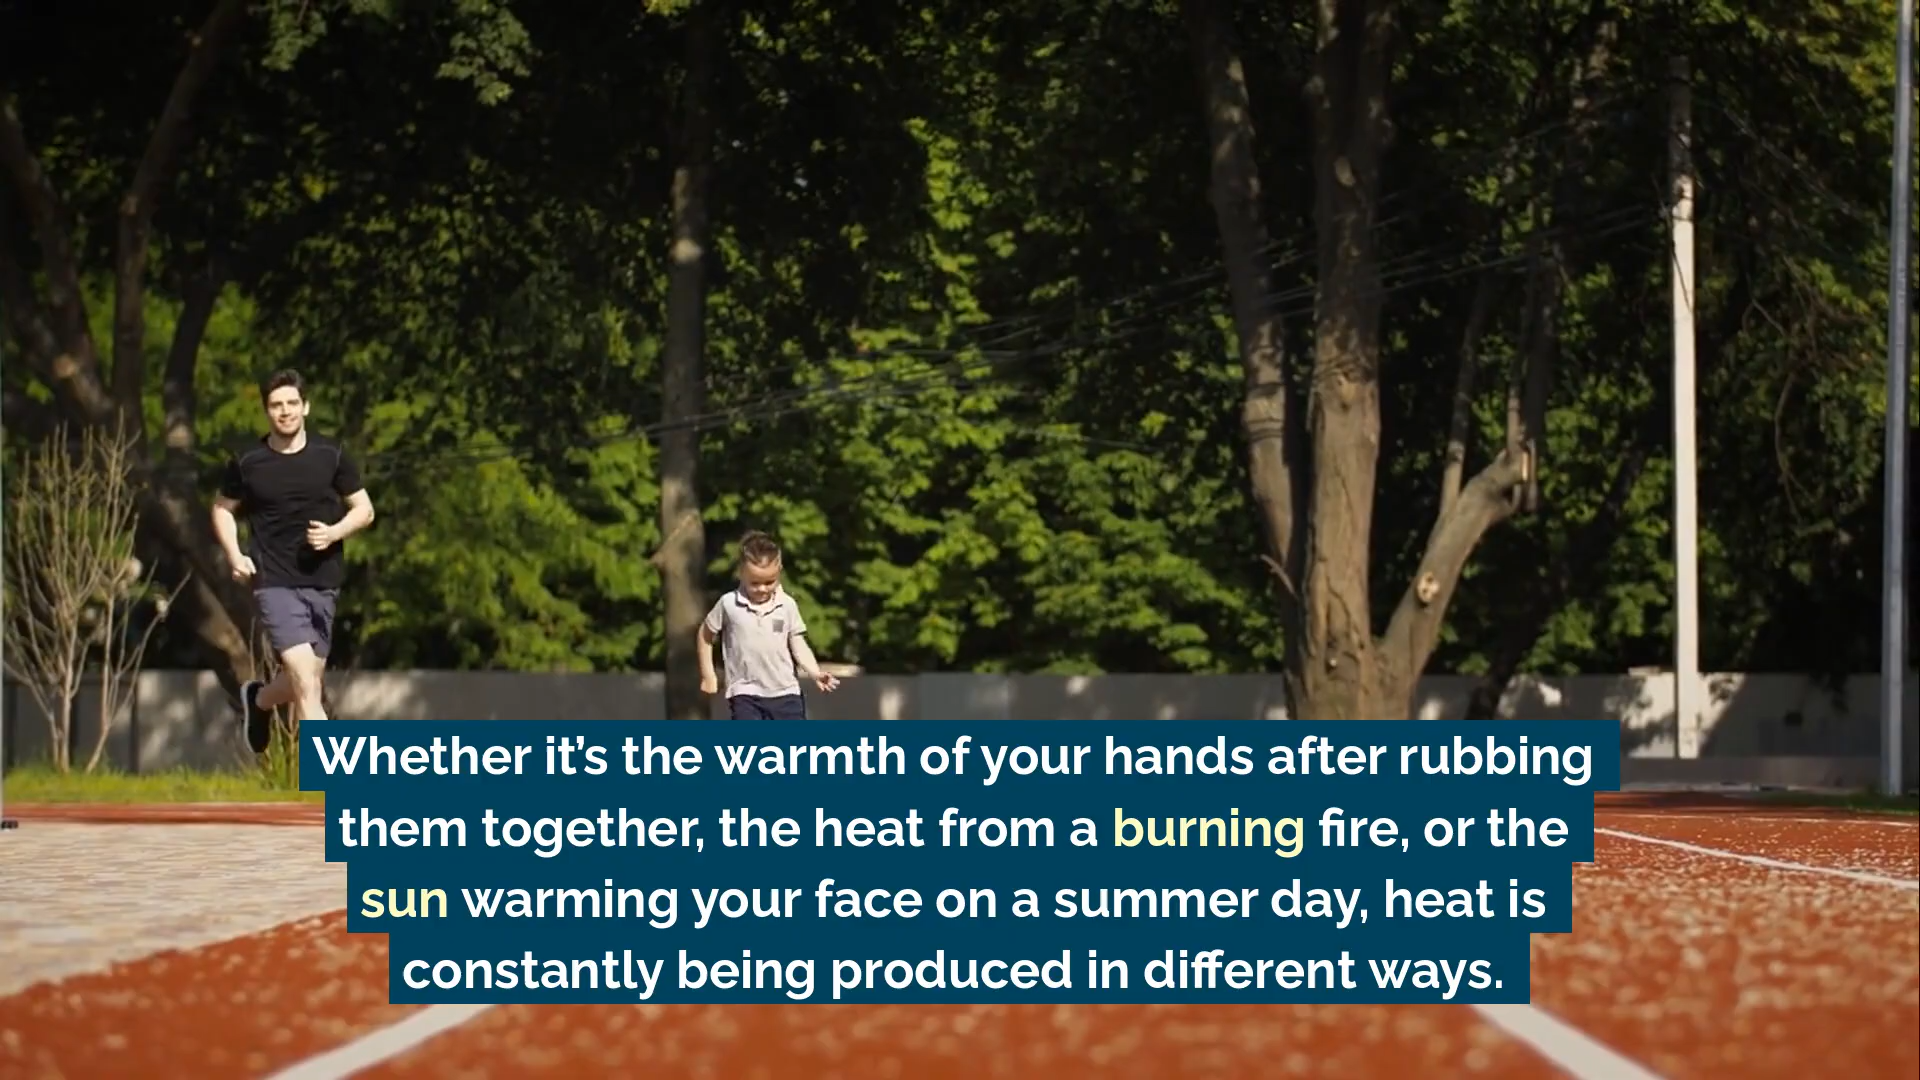 Whether it’s the warmth of your hands after rubbing
them together, the heat from a burning fire, or the
sun warming your face on a summer day, heat is
constantly being produced in different ways.